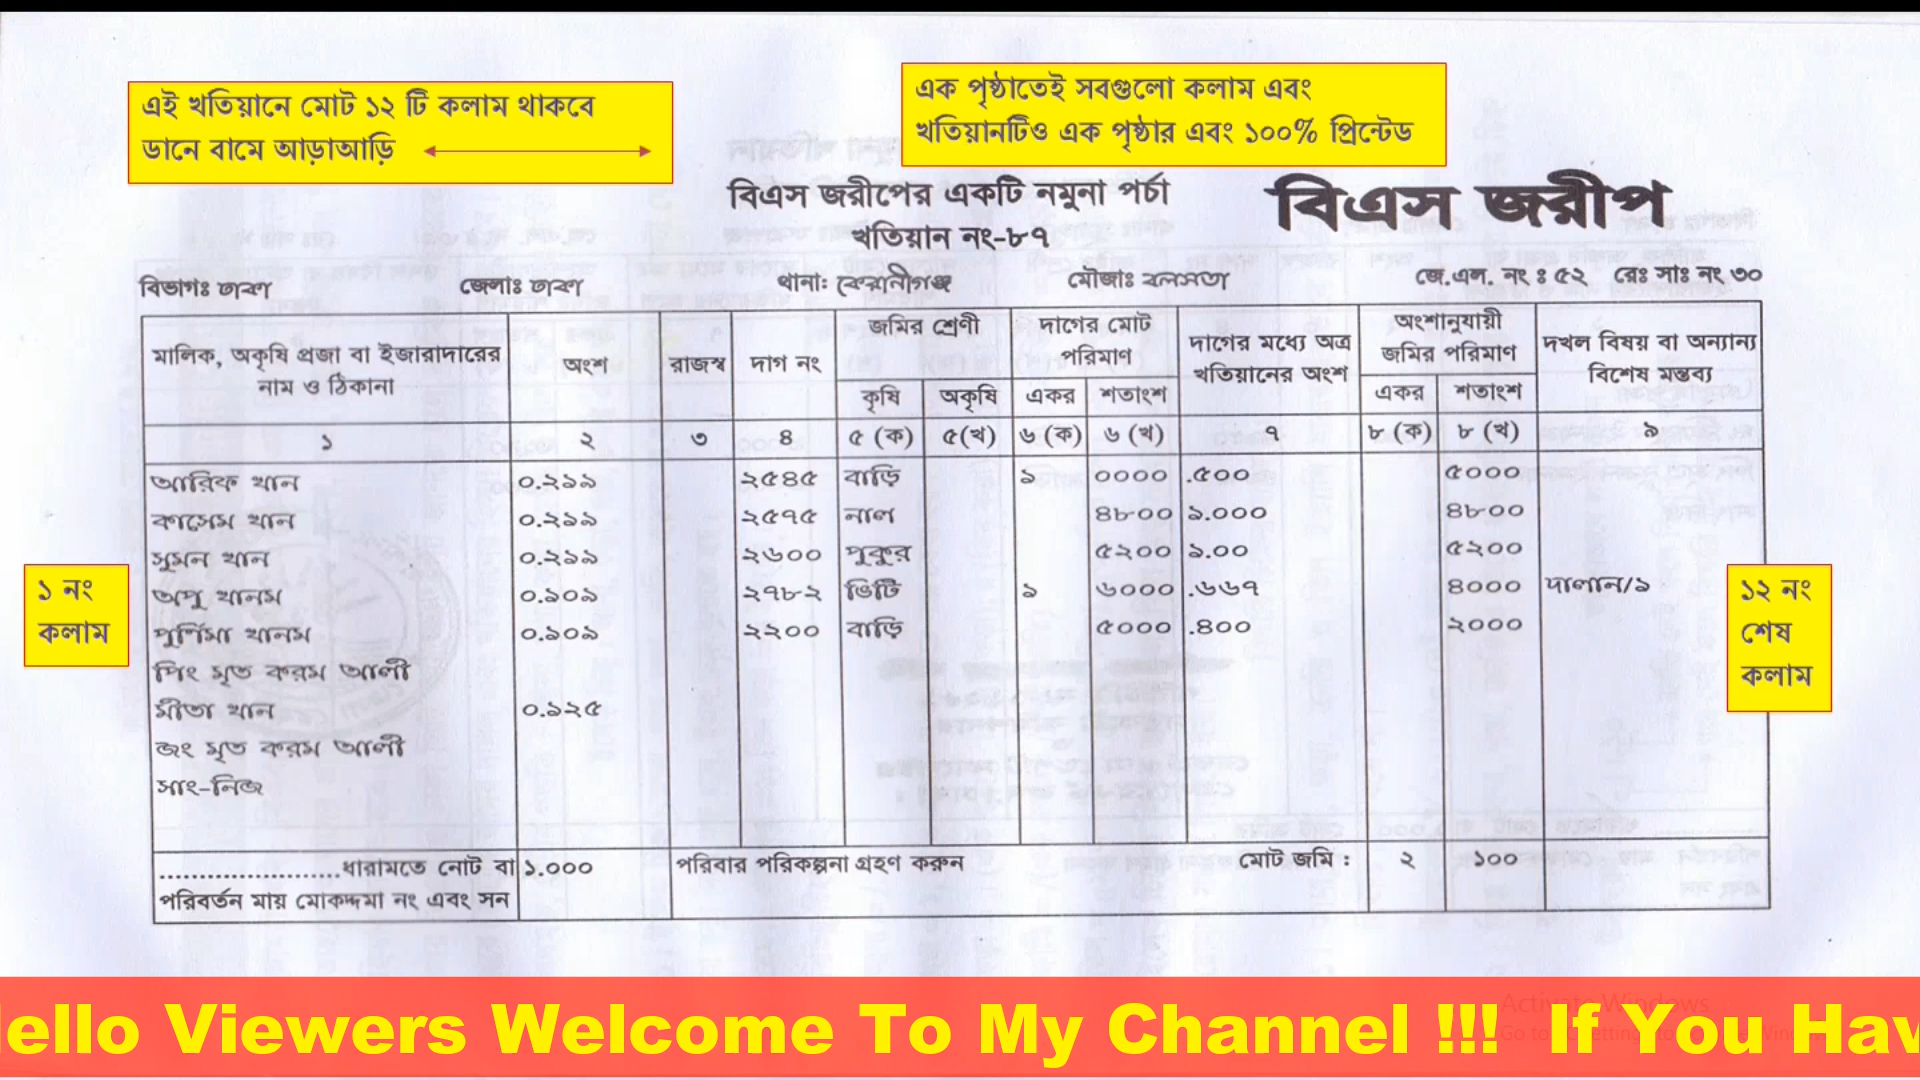 এই খতিয়ানে মোট ১২ টি কলাম থাকবে
ডানে বামে আড়াআড়ি
এক পৃষ্ঠাতেই সবগুলো কলাম এবং
খতিয়ানটিও এক পৃষ্ঠার এবং ১০০% প্রিন্টেড
বিএস জরীপের একটি নমুনা পর্চা
বিএস জরীপ
খতিয়ান নং-৮৭
বিভাগঃ ঢাকা জেলাঃ ঢাকা থানা: কেরানীগঞ্জ মৌজাঃ বলসতা জে.এল. নং ঃ ৫২ রেঃ সাঃ নং ৩০
মালিক, অকৃষি প্রজা বা ইজারাদারের
নাম ও ঠিকানা
অংশ
রাজস্ব
দাগ নং
জমির শ্রেণী
কৃষি অকৃষি
দাগের মোট
পরিমাণ
একর শতাংশ
দাগের মধ্যে অত্র
খতিয়ানের অংশ
অংশানুযায়ী
জমির পরিমাণ
একর শতাংশ
দখল বিষয় বা অন্যান্য
বিশেষ মন্তব্য
১ ২ ৩ ৪ ৫ (ক) ৫(খ) ৬ (ক) ৬ (খ) ৭ ৮ (ক) ৮ (খ) ৯
আরিফ খান ০.২১৯ ২৫৪৫ বাড়ি ১ ০০০০ .৫০০ ৫০০০
কাসেম খান ০.২১৯ ২৫৭৫ নাল ৪৮০০ ১.০০০ ৪৮০০
সুমন খান ০.২১৯ ২৬০০ পুকুর ৫২০০ ১.০০ ৫২০০
অপু খানম ০.১০৯ ২৭৮২ ভিটি ১ ৬০০০ .৬৬৭ ৪০০০ দালান/১
পুর্ণিমা খানম ০.১০৯ ২২০০ বাড়ি ৫০০০ .৪০০ ২০০০
পিং মৃত করম আলী
মীতা খান ০.১২৫
জং মৃত করম আলী
সাং-নিজ
১ নং
কলাম
১২ নং
শেষ
কলাম
.......................ধারামতে নোট বা ১.০০০ পরিবার পরিকল্পনা গ্রহণ করুন মোট জমি : ২ ১০০
পরিবর্তন মায় মোকদ্দমা নং এবং সন
ello Viewers Welcome To My Channel !!! If You Hav
Activate Windows